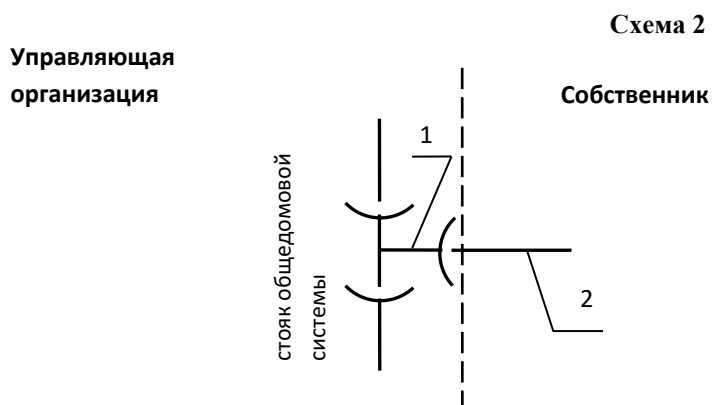 Схема 2
Управляющая
организация
Собственник
1
стояк общедомовой
системы
2